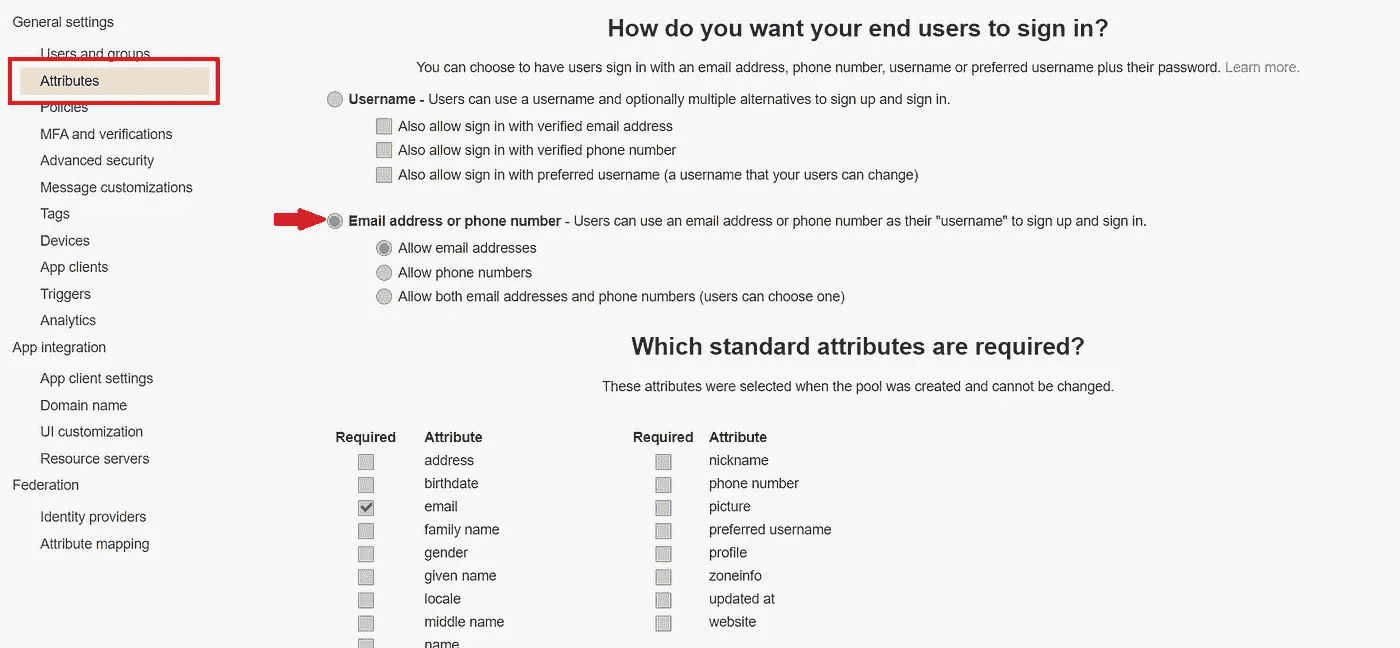 General settings
Users and groups
Attributes
Policies
MFA and verifications
Advanced security
Message customizations
Tags
Devices
App clients
Triggers
Analytics
App integration
App client settings
Domain name
UI customization
Resource servers
Federation
Identity providers
Attribute mapping
How do you want your end users to sign in?
You can choose to have users sign in with an email address, phone number, username or preferred username plus their password. Learn more.
Username - Users can use a username and optionally multiple alternatives to sign up and sign in.
Also allow sign in with verified email address
Also allow sign in with verified phone number
Also allow sign in with preferred username (a username that your users can change)
Email address or phone number - Users can use an email address or phone number as their "username" to sign up and sign in.
Allow email addresses
Allow phone numbers
Allow both email addresses and phone numbers (users can choose one)
Which standard attributes are required?
These attributes were selected when the pool was created and cannot be changed.
Required Attribute
address
birthdate
email
family name
gender
given name
locale
middle name
name
Required Attribute
nickname
phone number
picture
preferred username
profile
zoneinfo
updated at
website